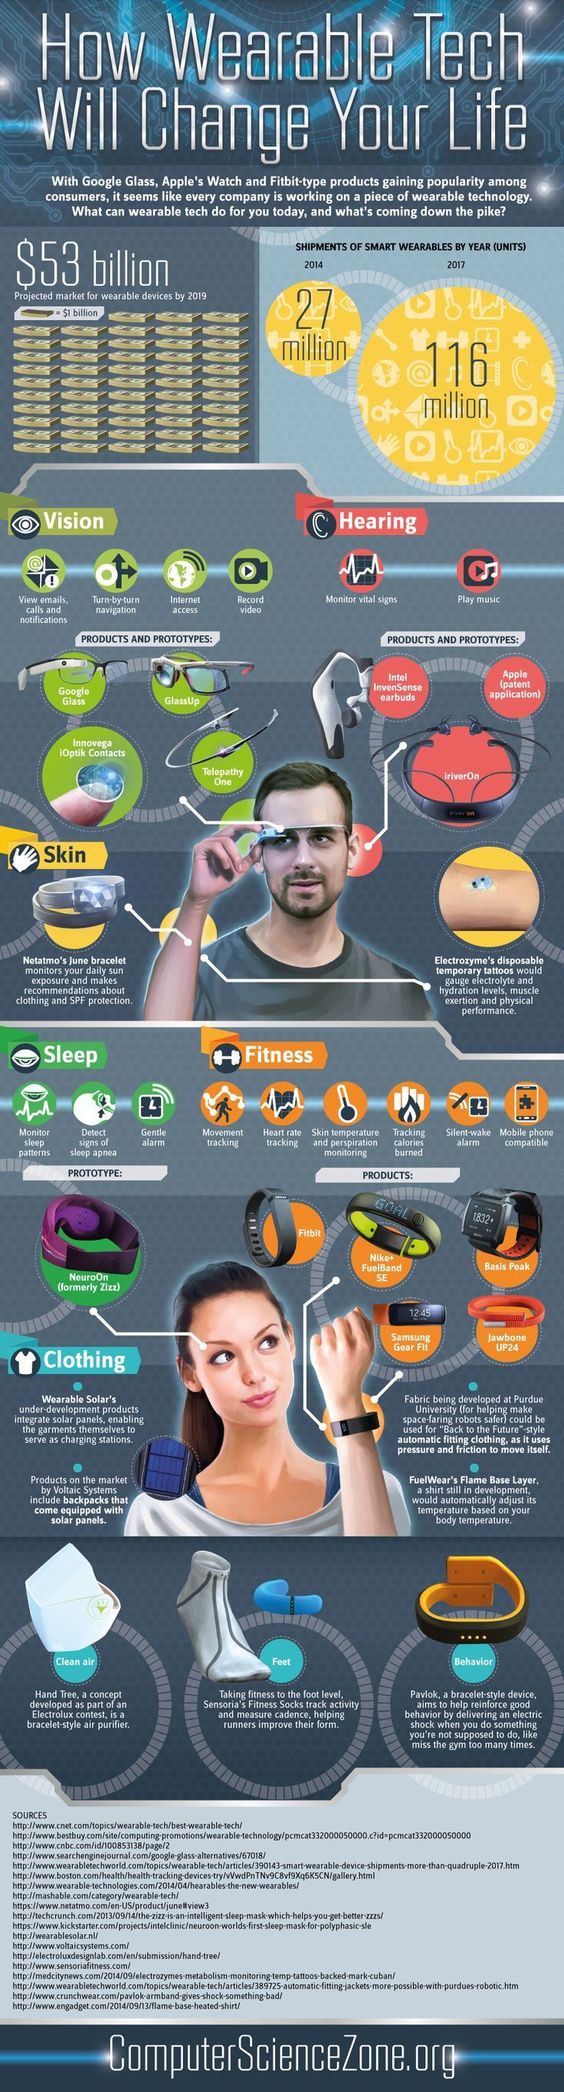 How Wearable Tech
Will Change Your Life
With Google Glass, Apple's Watch and Fitbit-type products gaining popularity among
consumers, it seems like every company is working on a piece of wearable technology.
What can wearable tech do for you today, and what's coming down the pike?
$53 billion
Projected market for wearable devices by 2019
= $1 billion
SHIPMENTS OF SMART WEARABLES BY YEAR (UNITS)
2014
2017
27
million
116
million
Vision
View emails,
calls and
notifications
Turn-by-turn
navigation
Internet
access
Record
video
PRODUCTS AND PROTOTYPES:
Google
Glass
GlassUp
Innovega
iOptik Contacts
Telepathy
One
Hearing
Monitor vital signs
Play music
PRODUCTS AND PROTOTYPES:
Intel
InvenSense
earbuds
Apple
(patent
application)
iriverOn
iriver on
Skin
Netatmo's June bracelet
monitors your daily sun
exposure and makes
recommendations about
clothing and SPF protection.
Electrozyme's disposable
temporary tattoos would
gauge electrolyte and
hydration levels, muscle
exertion and physical
performance.
Sleep
Monitor
sleep
patterns
Detect
signs of
sleep apnea
Gentle
alarm
PROTOTYPE:
NeuroOn
(formerly Zizz)
Fitness
Movement
tracking
Heart rate
tracking
Skin temperature
and perspiration
monitoring
Tracking
calories
burned
Silent-wake
alarm
Mobile phone
compatible
PRODUCTS:
Fitbit
GOAL
Nike+
FuelBand
SE
1832
Basis Peak
12:45
Samsung
Gear Fit
Jawbone
UP24
Clothing
Wearable Solar's
under-development products
integrate solar panels, enabling
the garments themselves to
serve as charging stations.
Products on the market
by Voltaic Systems
include backpacks that
come equipped with
solar panels.
Fabric being developed at Purdue
University (for helping make
space-faring robots safer) could be
used for "Back to the Future"-style
automatic fitting clothing, as it uses
pressure and friction to move itself.
FuelWear's Flame Base Layer,
a shirt still in development,
would automatically adjust its
temperature based on your
body temperature.
Clean air
Hand Tree, a concept
developed as part of an
Electrolux contest, is a
bracelet-style air purifier.
Feet
Taking fitness to the foot level,
Sensoria's Fitness Socks track activity
and measure cadence, helping
runners improve their form.
Behavior
Pavlok, a bracelet-style device,
aims to help reinforce good
behavior by delivering an electric
shock when you do something
you're not supposed to do, like
miss the gym too many times.
SOURCES
http://www.cnet.com/topics/wearable-tech/best-wearable-tech/
http://www.bestbuy.com/site/computing-promotions/wearable-technology/pcmcat332000050000.c?id=pcmcat332000050000
http://www.cnbc.com/id/100853138/page/2
http://www.searchenginejournal.com/google-glass-alternatives/67018/
http://www.wearabletechworld.com/topics/wearable-tech/articles/390143-smart-wearable-device-shipments-more-than-quadruple-2017.htm
http://www.boston.com/health/health-tracking-devices-try/vVwdPnTNv9C8vf9Xq6K5CN/gallery.html
http://www.wearable-technologies.com/2014/04/hearables-the-new-wearables/
http://mashable.com/category/wearable-tech/
https://www.netatmo.com/en-US/product/june#view3
http://techcrunch.com/2013/09/14/the-zizz-is-an-intelligent-sleep-mask-which-helps-you-get-better-zzzs/
https://www.kickstarter.com/projects/intelclinic/neuroon-worlds-first-sleep-mask-for-polyphasic-sle
http://wearablesolar.nl/
http://www.voltaicsystems.com/
http://electroluxdesignlab.com/en/submission/hand-tree/
http://www.sensoriafitness.com/
http://medcitynews.com/2014/09/electrozymes-metabolism-monitoring-temp-tattoos-backed-mark-cuban/
http://www.wearabletechworld.com/topics/wearable-tech/articles/389725-automatic-fitting-jackets-more-possible-with-purdues-robotic.htm
http://www.crunchwear.com/pavlok-armband-gives-shock-something-bad/
http://www.engadget.com/2014/09/13/flame-base-heated-shirt/
ComputerScienceZone.org